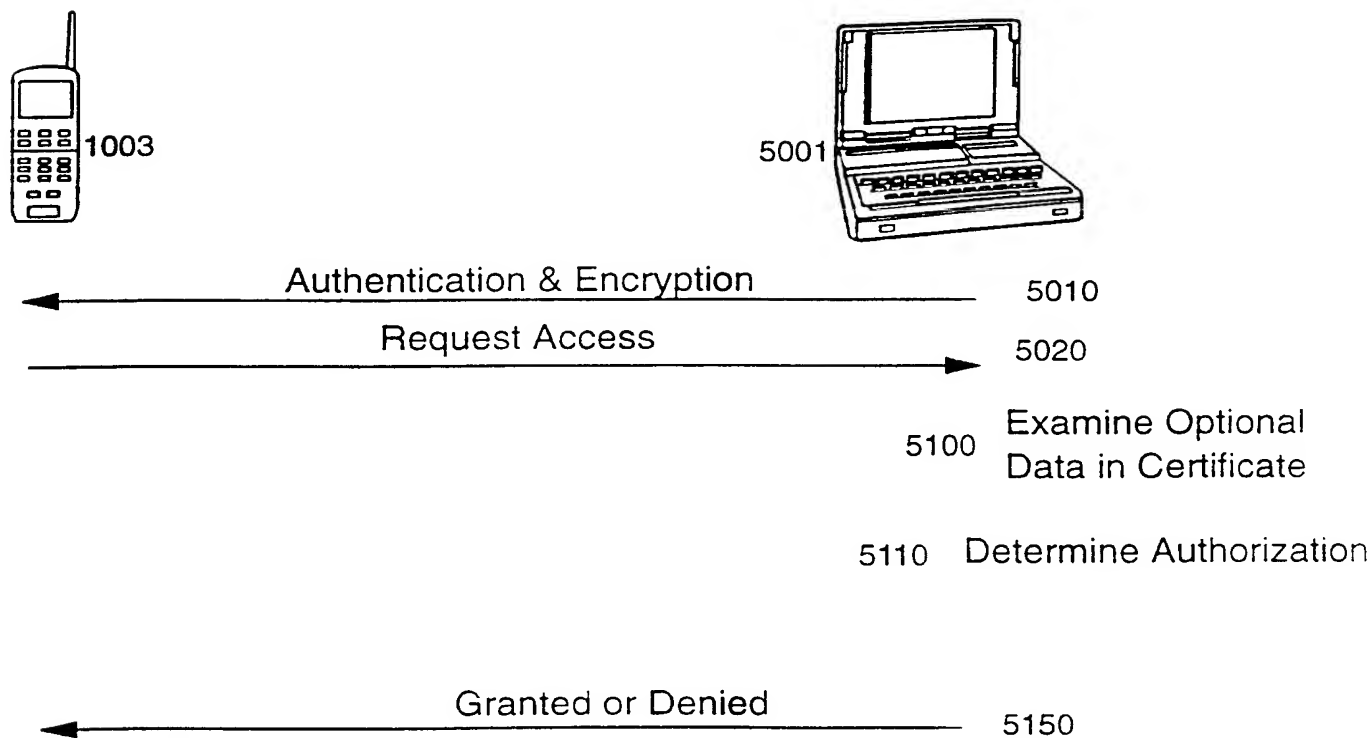 1003
5001
Authentication & Encryption 5010
Request Access 5020
5100 Examine Optional
Data in Certificate
5110 Determine Authorization
Granted or Denied 5150